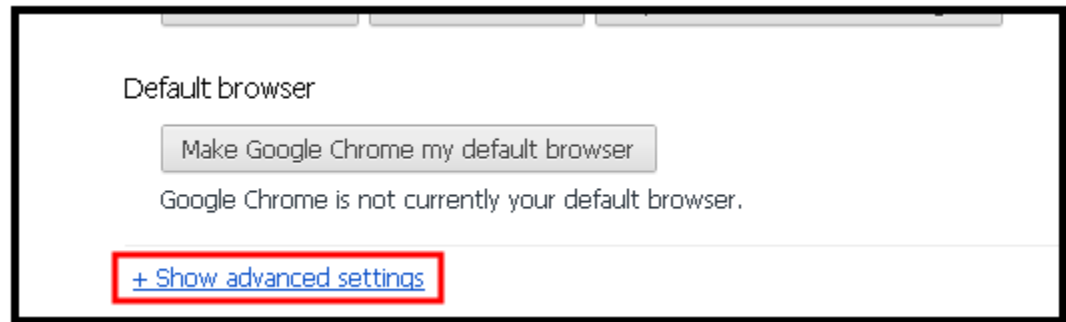 Default browser
Make Google Chrome my default browser
Google Chrome is not currently your default browser.
+ Show advanced settings